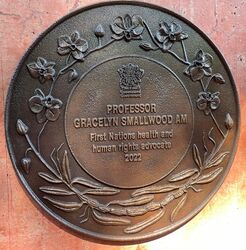 PROFESSOR
GRACELYN SMALLWOOD AM
First Nations health and
human rights advocate
2022